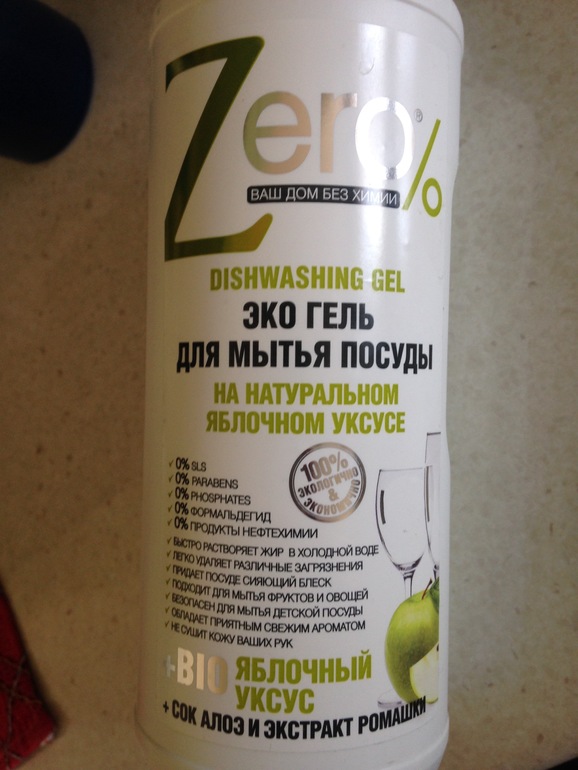 Zero%®
ВАШ ДОМ БЕЗ ХИМИИ
DISHWASHING GEL
ЭКО ГЕЛЬ
ДЛЯ МЫТЬЯ ПОСУДЫ
НА НАТУРАЛЬНОМ
ЯБЛОЧНОМ УКСУСЕ
100%
ЭКОЛОГИЧНО
&
ЭКОНОМИЧНО
✓ 0% SLS
✓ 0% PARABENS
✓ 0% PHOSPHATES
✓ 0% ФОРМАЛЬДЕГИД
✓ 0% ПРОДУКТЫ НЕФТЕХИМИИ
✓ БЫСТРО РАСТВОРЯЕТ ЖИР В ХОЛОДНОЙ ВОДЕ
✓ ЛЕГКО УДАЛЯЕТ РАЗЛИЧНЫЕ ЗАГРЯЗНЕНИЯ
✓ ПРИДАЕТ ПОСУДЕ СИЯЮЩИЙ БЛЕСК
✓ ПОДХОДИТ ДЛЯ МЫТЬЯ ФРУКТОВ И ОВОЩЕЙ
✓ БЕЗОПАСЕН ДЛЯ МЫТЬЯ ДЕТСКОЙ ПОСУДЫ
✓ ОБЛАДАЕТ ПРИЯТНЫМ СВЕЖИМ АРОМАТОМ
✓ НЕ СУШИТ КОЖУ ВАШИХ РУК
+BIO ЯБЛОЧНЫЙ
УКСУС
+ СОК АЛОЭ И ЭКСТРАКТ РОМАШКИ